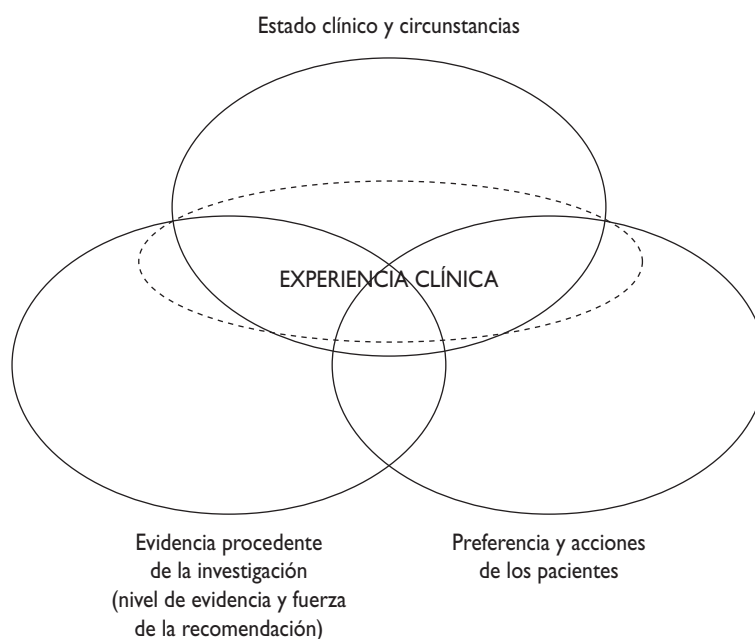 Estado clínico y circunstancias
EXPERIENCIA CLÍNICA
Evidencia procedente
de la investigación
(nivel de evidencia y fuerza
de la recomendación)
Preferencia y acciones
de los pacientes